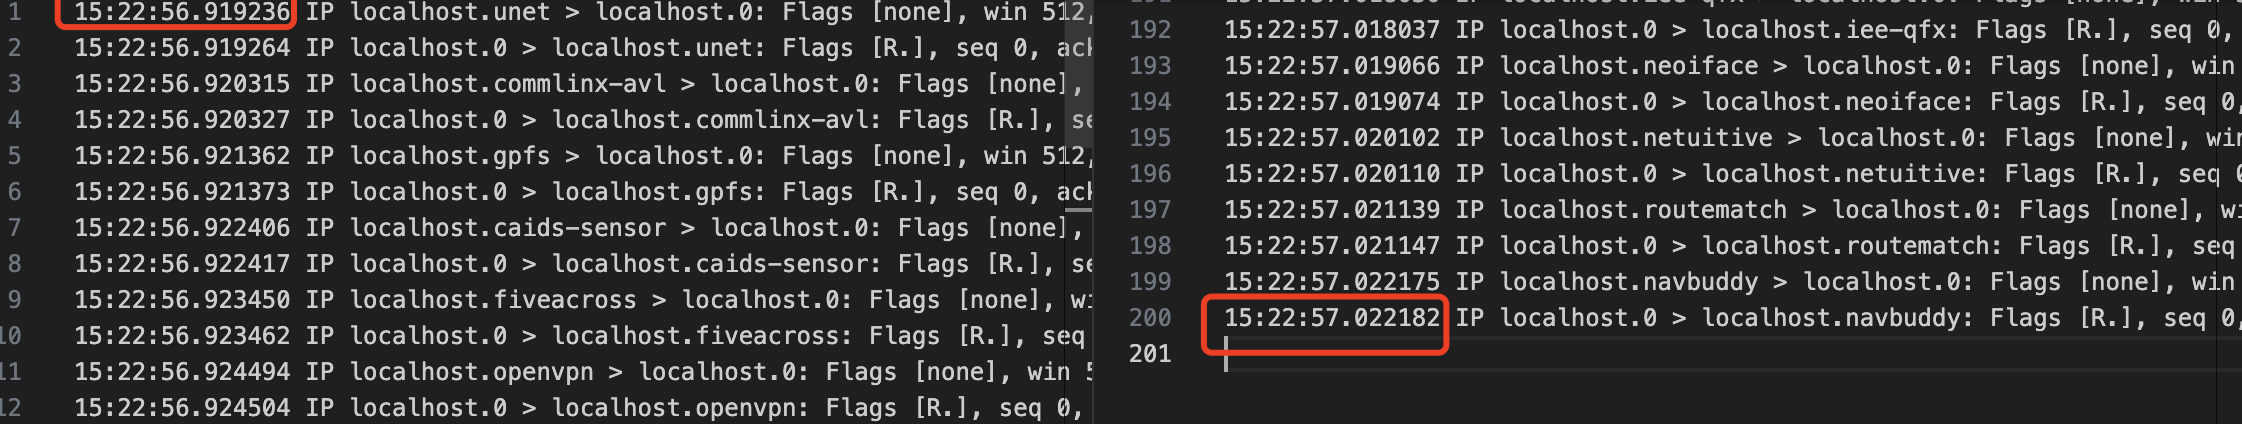 1 15:22:56.919236 IP localhost.unet > localhost.0: Flags [none], win 512,
2 15:22:56.919264 IP localhost.0 > localhost.unet: Flags [R.], seq 0, ack
3 15:22:56.920315 IP localhost.commlinx-avl > localhost.0: Flags [none],
4 15:22:56.920327 IP localhost.0 > localhost.commlinx-avl: Flags [R.], se
5 15:22:56.921362 IP localhost.gpfs > localhost.0: Flags [none], win 512,
6 15:22:56.921373 IP localhost.0 > localhost.gpfs: Flags [R.], seq 0, ack
7 15:22:56.922406 IP localhost.caids-sensor > localhost.0: Flags [none],
8 15:22:56.922417 IP localhost.0 > localhost.caids-sensor: Flags [R.], se
9 15:22:56.923450 IP localhost.fiveacross > localhost.0: Flags [none], wi
10 15:22:56.923462 IP localhost.0 > localhost.fiveacross: Flags [R.], seq
11 15:22:56.924494 IP localhost.openvpn > localhost.0: Flags [none], win 5
12 15:22:56.924504 IP localhost.0 > localhost.openvpn: Flags [R.], seq 0,
192 15:22:57.018037 IP localhost.0 > localhost.iee-qfx: Flags [R.], seq 0,
193 15:22:57.019066 IP localhost.neoiface > localhost.0: Flags [none], win
194 15:22:57.019074 IP localhost.0 > localhost.neoiface: Flags [R.], seq 0,
195 15:22:57.020102 IP localhost.netuitive > localhost.0: Flags [none], win
196 15:22:57.020110 IP localhost.0 > localhost.netuitive: Flags [R.], seq 0
197 15:22:57.021139 IP localhost.routematch > localhost.0: Flags [none], wi
198 15:22:57.021147 IP localhost.0 > localhost.routematch: Flags [R.], seq
199 15:22:57.022175 IP localhost.navbuddy > localhost.0: Flags [none], win
200 15:22:57.022182 IP localhost.0 > localhost.navbuddy: Flags [R.], seq 0,
201